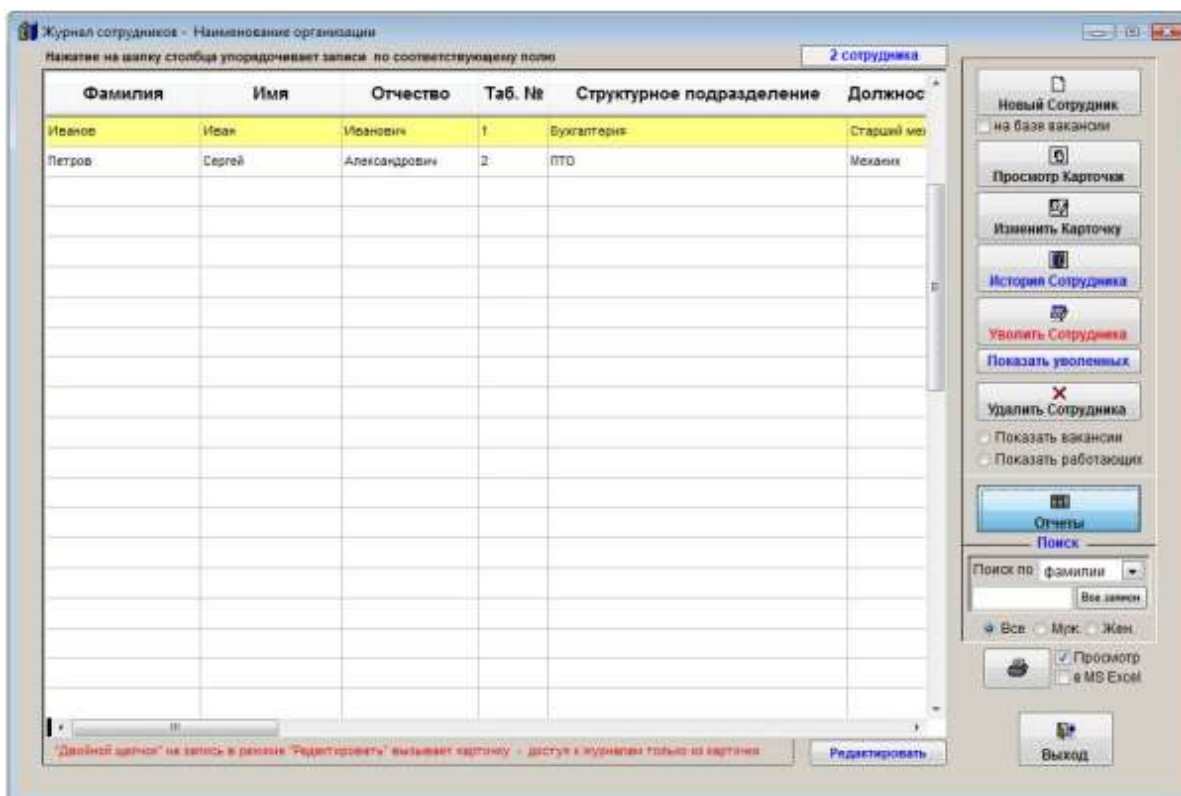 Журнал сотрудников - Наименование организации
Нажатие на шапку столбца упорядочивает записи по соответствующему полю
2 сотрудника
Фамилия Имя Отчество Таб. № Структурное подразделение Должнос
Иванов Иван Иванович 1 Бухгалтерия Старший мех
Петров Сергей Александрович 2 ПТО Механик
Новый Сотрудник
на базе вакансии
Просмотр Карточки
Изменить Карточку
История Сотрудника
Уволить Сотрудника
Показать уволенных
Удалить Сотрудника
Показать вакансии
Показать работающих
Отчеты
Поиск
Поиск по фамилии
Все записи
Все Муж. Жен.
Просмотр
в MS Excel
"Двойной щелчок" на запись в режиме "Редактировать" вызывает карточку - доступ к журналам только из карточки
Редактировать
Выход